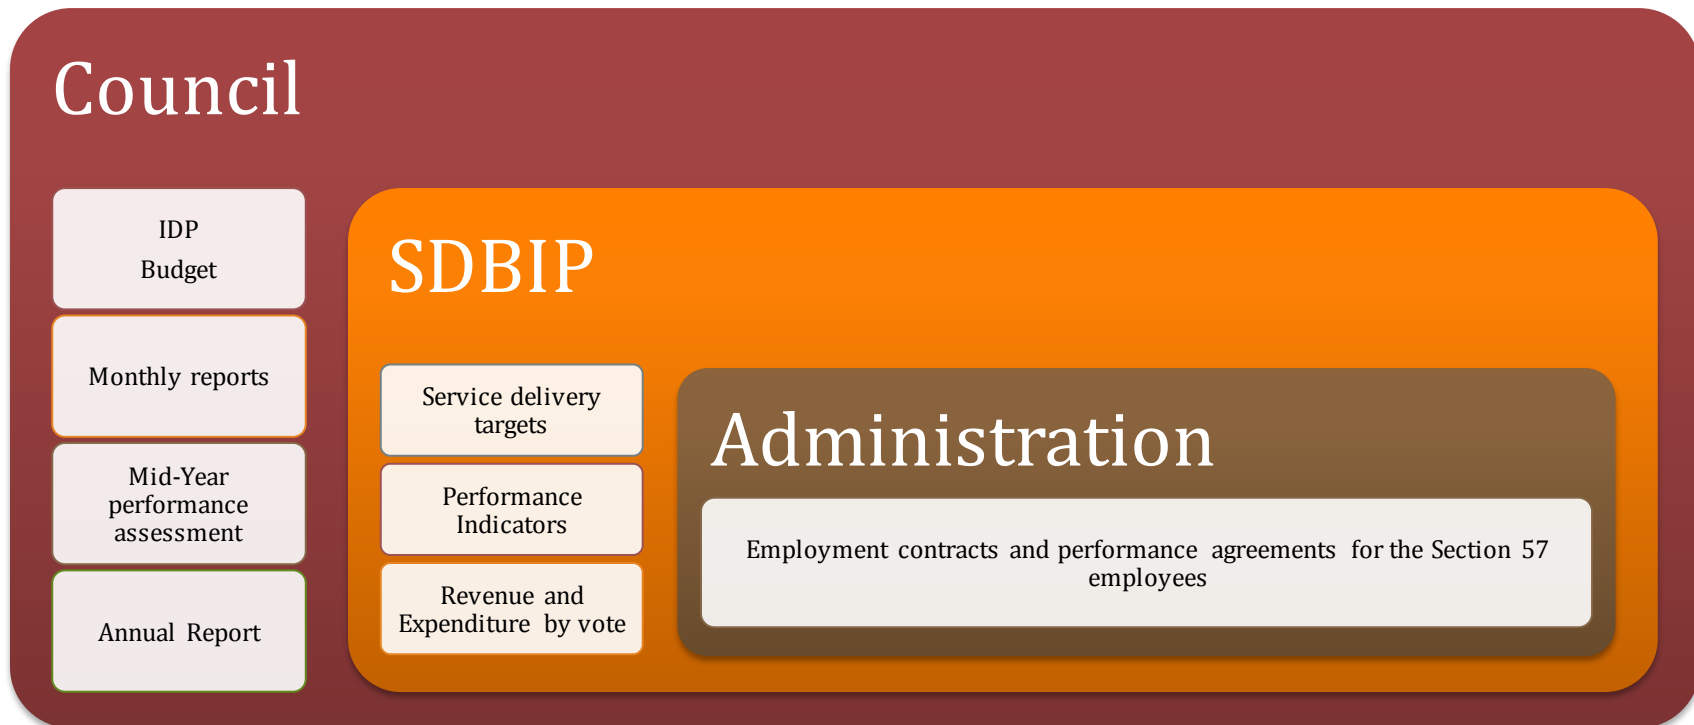 Council
IDP
Budget
Monthly reports
Mid-Year
performance
assessment
Annual Report
SDBIP
Service delivery
targets
Performance
Indicators
Revenue and
Expenditure by vote
Administration
Employment contracts and performance agreements for the Section 57
employees